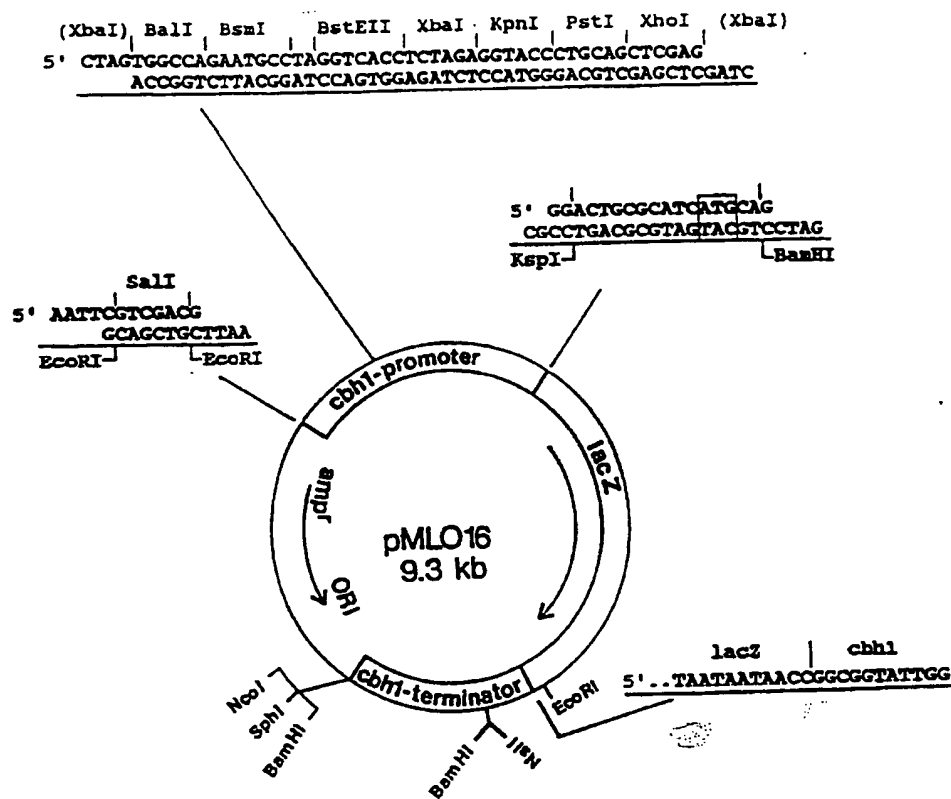 (XbaI) BalI BsmI BstEII XbaI KpnI PstI XhoI (XbaI)
5' CTAGTGGCCAGAATGCCTAGGTCACCTCTAGAGGTACCCTGCAGCTCGAG
ACCGGTCTTACGGATCCAGTGGAGATCTCCATGGGACGTCGAGCTCGATC
5' GGACTGCGCATCATGCAG
CGCCTGACGCGTAGTACGTCCTAG
KspI BamHI
SalI
5' AATTCGTCGACG
GCAGCTGCTTAA
EcoRI EcoRI
cbh1-promoter
lacZ
ampr
ORI
pMLO16
9.3 kb
cbh1-terminator
EcoRI
NcoI
SphI
BamHI
BamHI
NsiI
lacZ cbh1
5'..TAATAATAACCGGCGGTATTGG